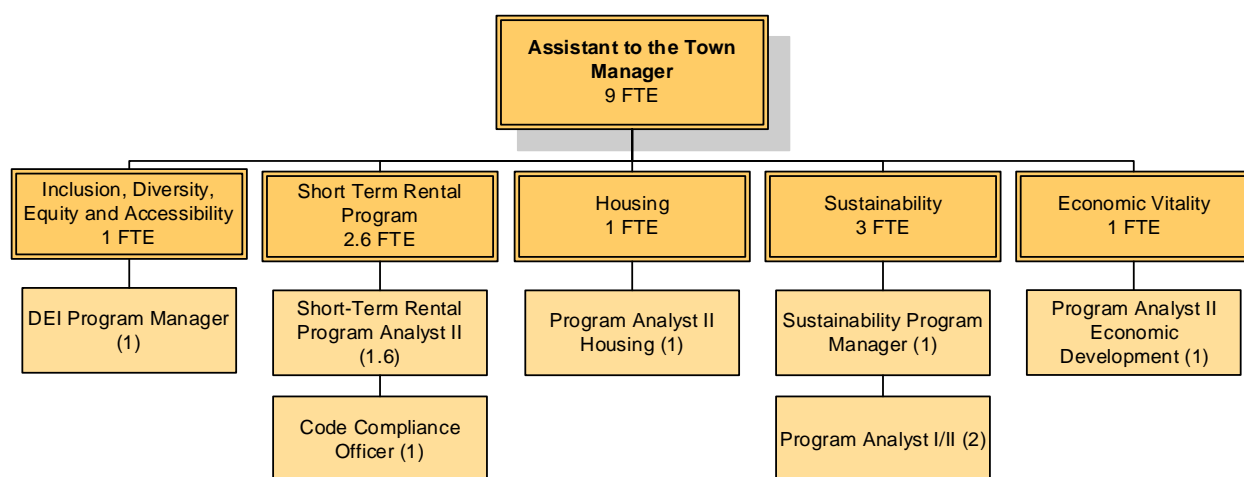 Assistant to the Town
Manager
9 FTE
Inclusion, Diversity,
Equity and Accessibility
1 FTE
Short Term Rental
Program
2.6 FTE
Housing
1 FTE
Sustainability
3 FTE
Economic Vitality
1 FTE
DEI Program Manager
(1)
Short-Term Rental
Program Analyst II
(1.6)
Program Analyst II
Housing (1)
Sustainability Program
Manager (1)
Program Analyst II
Economic
Development (1)
Code Compliance
Officer (1)
Program Analyst I/II (2)